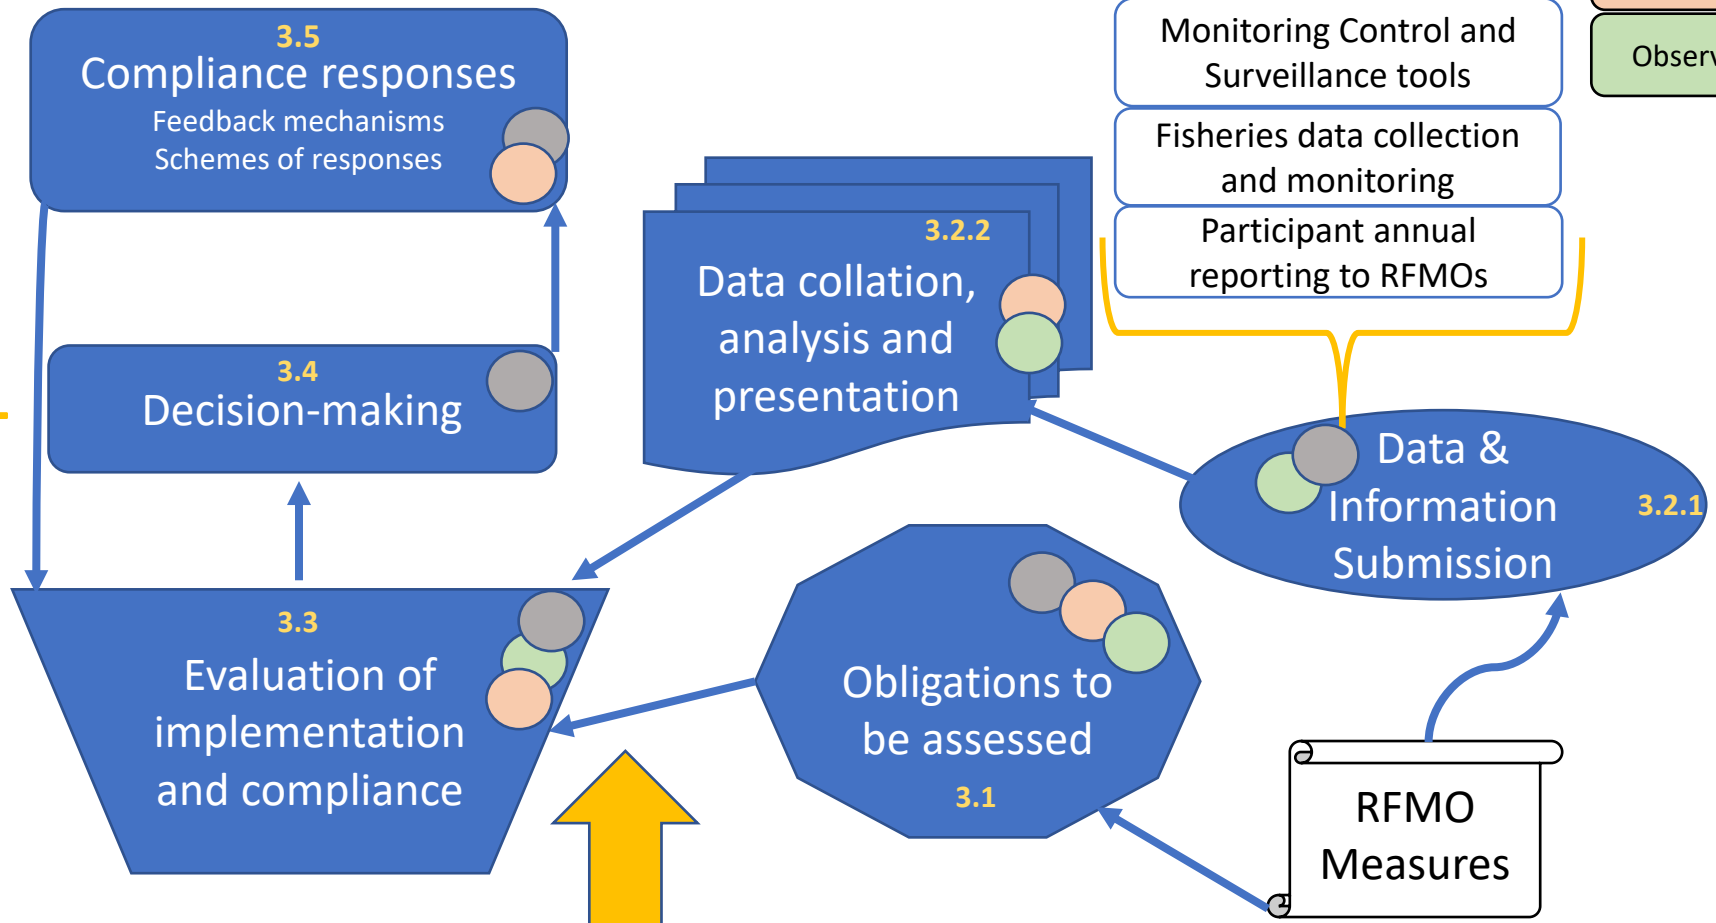 3.5
Compliance responses
Feedback mechanisms
Schemes of responses
Monitoring Control and
Surveillance tools
Fisheries data collection
and monitoring
Participant annual
reporting to RFMOs
3.2.2
Data collation,
analysis and
presentation
3.4
Decision-making
Data &
Information
Submission
3.2.1
3.3
Evaluation of
implementation
and compliance
Obligations to
be assessed
3.1
RFMO
Measures